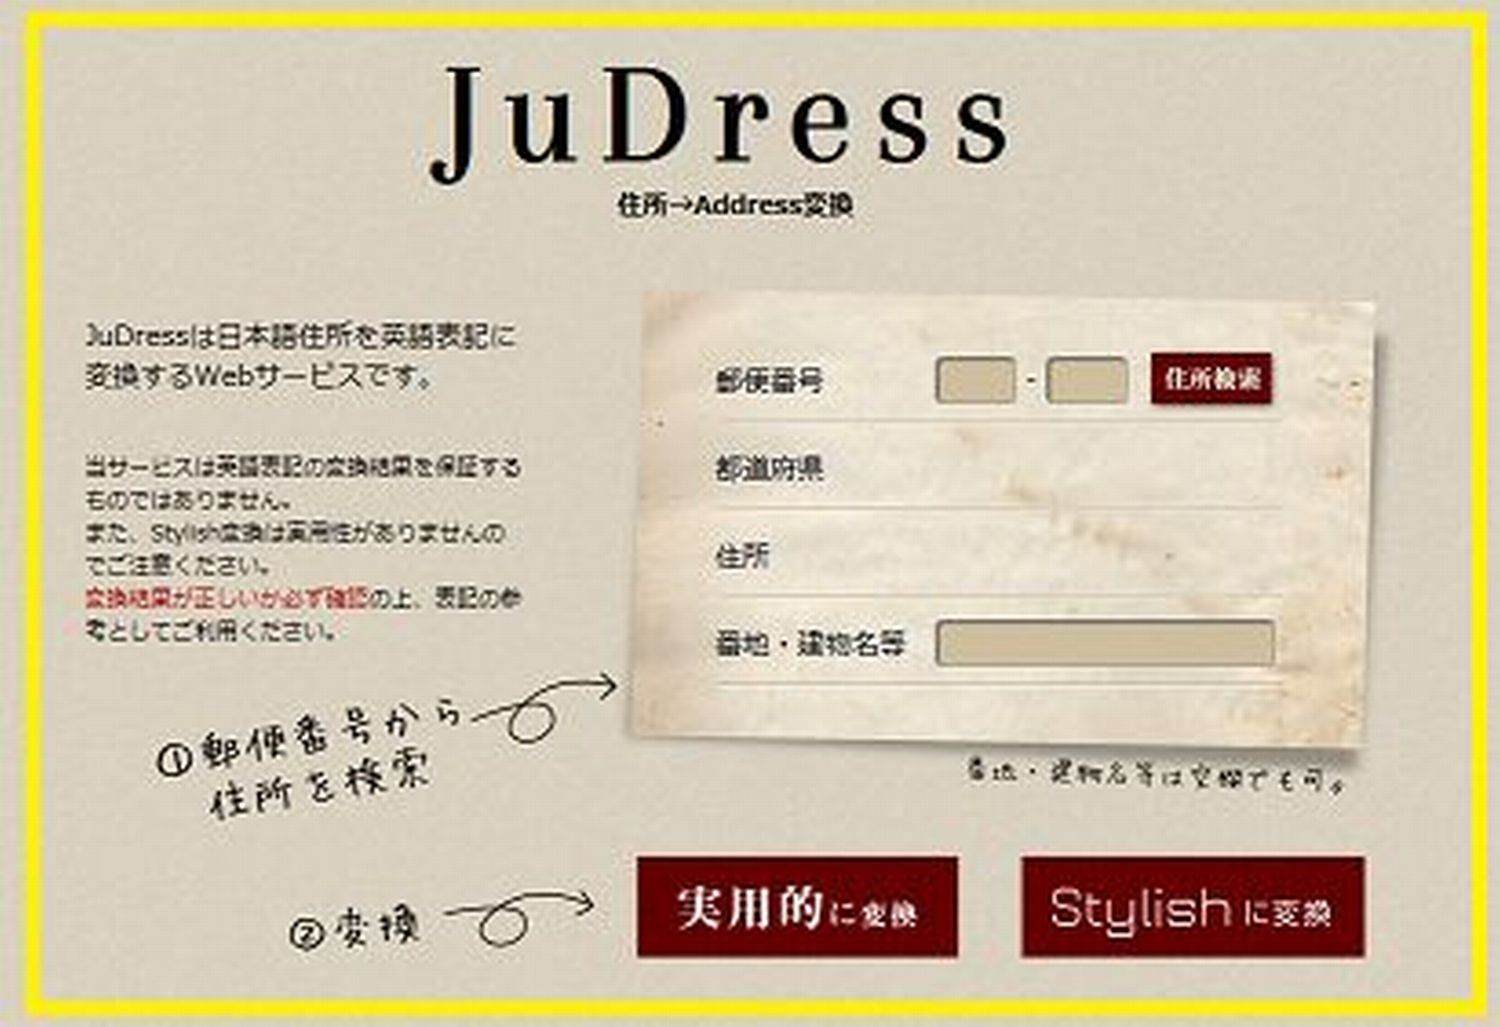 JuDress
住所→Address変換
JuDressは日本語住所を英語表記に
変換するWebサービスです。
当サービスは英語表記の変換結果を保証する
ものではありません。
また、Stylish変換は実用性がありませんの
でご注意ください。
変換結果が正しいか必ず確認の上、表記の参
考としてご利用ください。
①郵便番号から
住所を検索
郵便番号 - 住所検索
都道府県
住所
番地・建物名等
番地・建物名等は空欄でも可。
②変換
実用的に変換
Stylishに変換